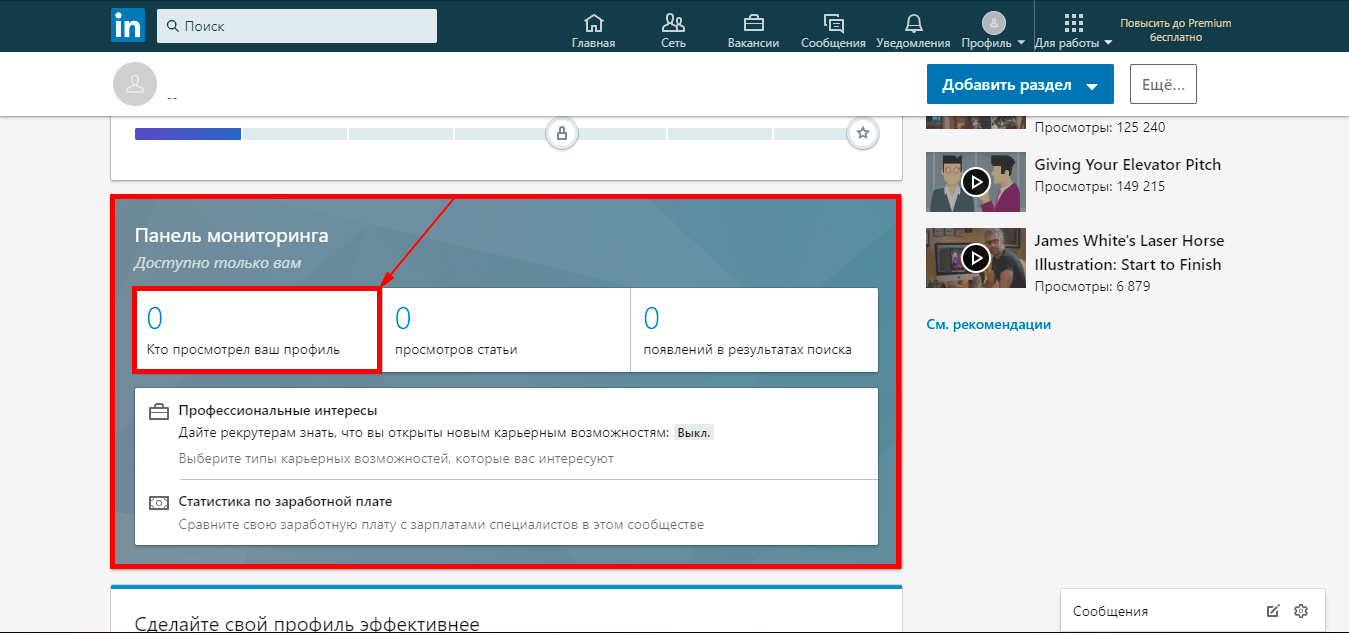 in
Поиск
Главная
Сеть
Вакансии
Сообщения
Уведомления
Профиль
Для работы
Повысить до Premium
бесплатно
--
Добавить раздел
Ещё...
Просмотры: 125 240
Giving Your Elevator Pitch
Просмотры: 149 215
James White's Laser Horse
Illustration: Start to Finish
Просмотры: 6 879
См. рекомендации
Панель мониторинга
Доступно только вам
0
Кто просмотрел ваш профиль
0
просмотров статьи
0
появлений в результатах поиска
Профессиональные интересы
Дайте рекрутерам знать, что вы открыты новым карьерным возможностям: Выкл.
Выберите типы карьерных возможностей, которые вас интересуют
Статистика по заработной плате
Сравните свою заработную плату с зарплатами специалистов в этом сообществе
Сделайте свой профиль эффективнее
Сообщения